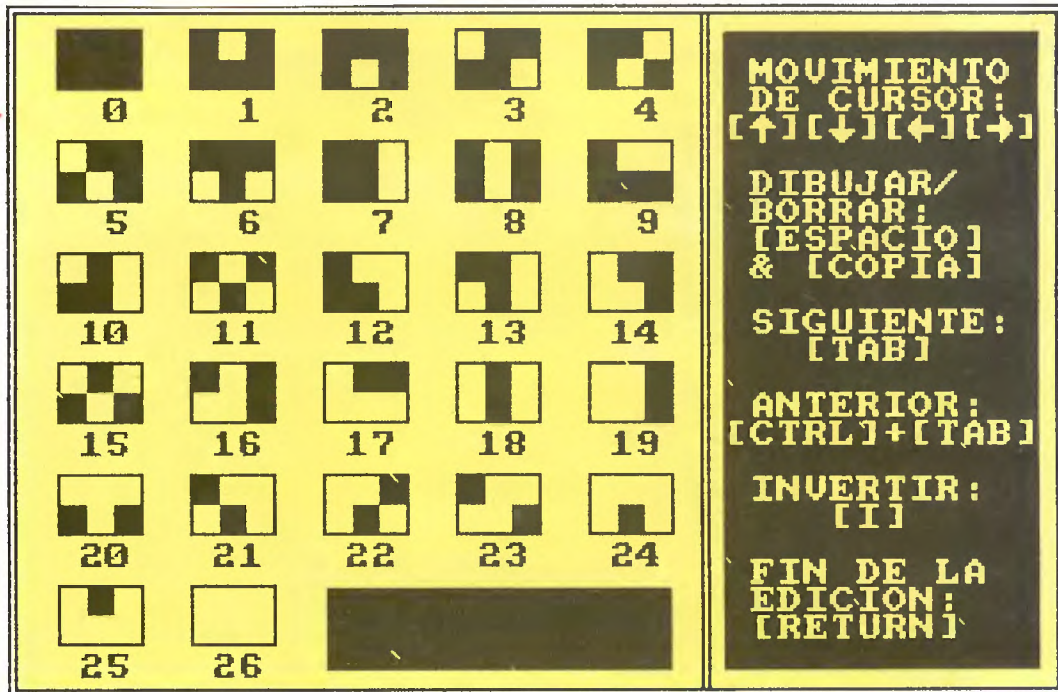 0 1 2 3 4
5 6 7 8 9
10 11 12 13 14
15 16 17 18 19
20 21 22 23 24
25 26
MOVIMIENTO
DE CURSOR:
[↑][↓][←][→]
DIBUJAR/
BORRAR:
[ESPACIO]
& [COPIA]
SIGUIENTE:
[TAB]
ANTERIOR:
[CTRL]+[TAB]
INVERTIR:
[I]
FIN DE LA
EDICION:
[RETURN]